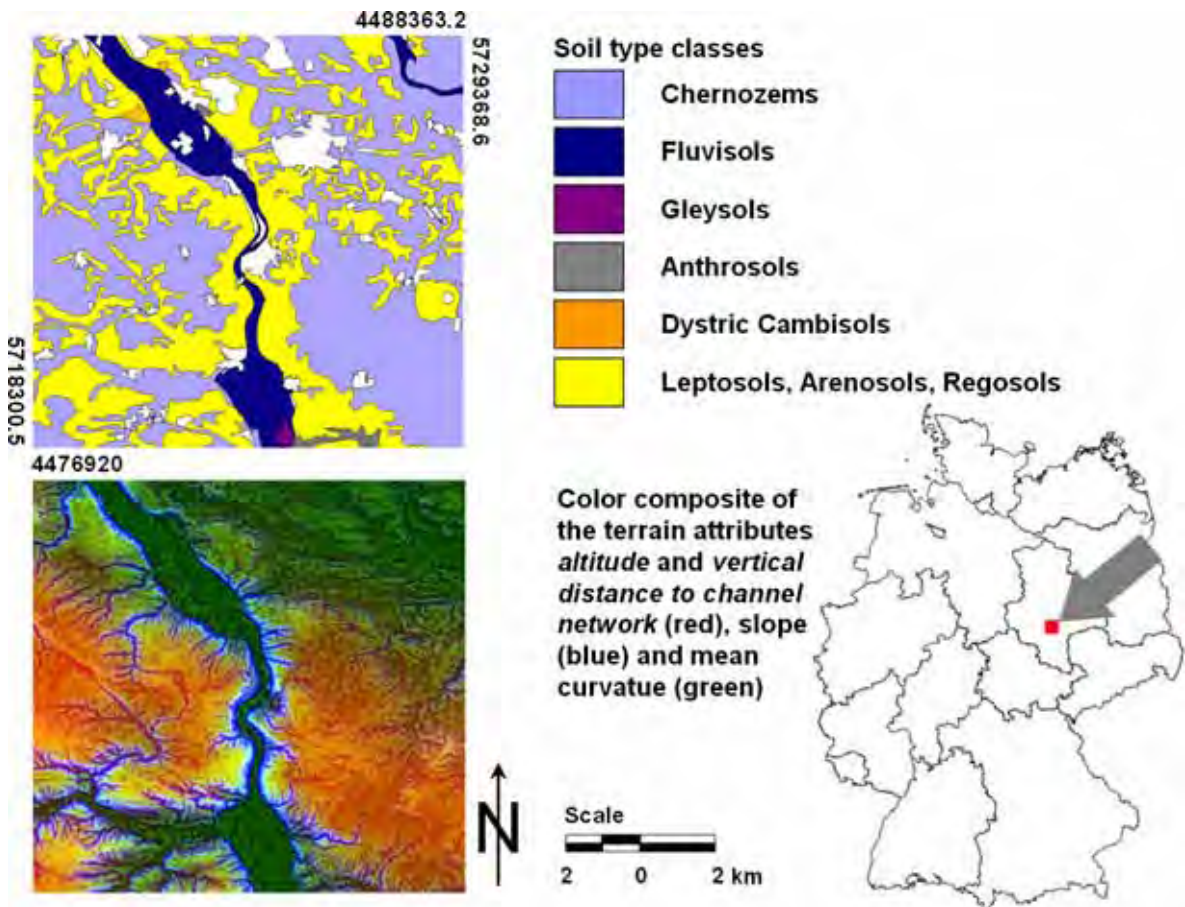 4488363.2
5729368.6
5718300.5
4476920
Soil type classes
Chernozems
Fluvisols
Gleysols
Anthrosols
Dystric Cambisols
Leptosols, Arenosols, Regosols
Color composite of
the terrain attributes
altitude and vertical
distance to channel
network (red), slope
(blue) and mean
curvatue (green)
N
Scale
2 0 2 km